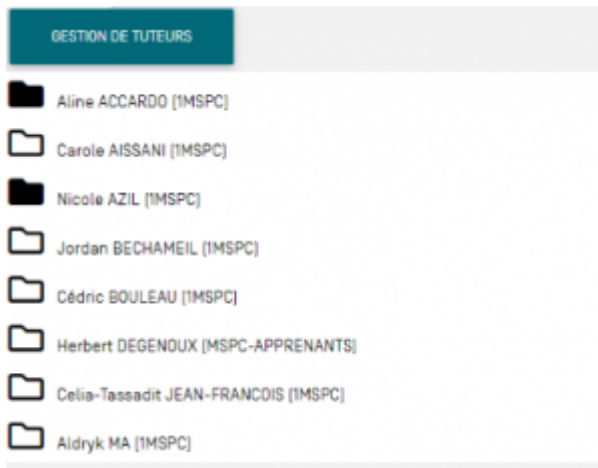 GESTION DE TUTEURS
Aline ACCARDO [1MSPC]
Carole AISSANI [1MSPC]
Nicole AZIL [1MSPC]
Jordan BECHAMEIL [1MSPC]
Cédric BOULEAU [1MSPC]
Herbert DEGENOUX [MSPC-APPRENANTS]
Celia-Tassadit JEAN-FRANCOIS [1MSPC]
Aldryk MA [1MSPC]